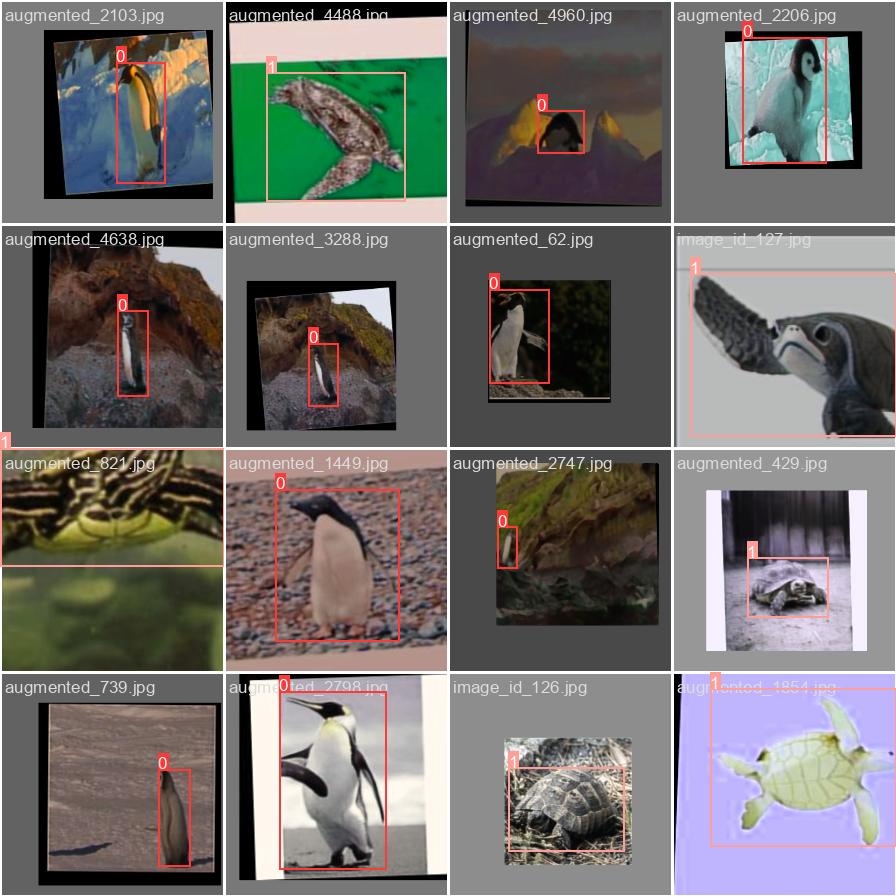 augmented_2103.jpg
augmented_4488.jpg
augmented_4960.jpg
augmented_2206.jpg
0
1
0
0
augmented_4638.jpg
augmented_3288.jpg
augmented_62.jpg
image_id_127.jpg
0
0
0
1
1
augmented_821.jpg
augmented_1449.jpg
augmented_2747.jpg
augmented_429.jpg
0
0
1
augmented_739.jpg
augmented_2798.jpg
image_id_126.jpg
augmented_1854.jpg
0
0
1
1